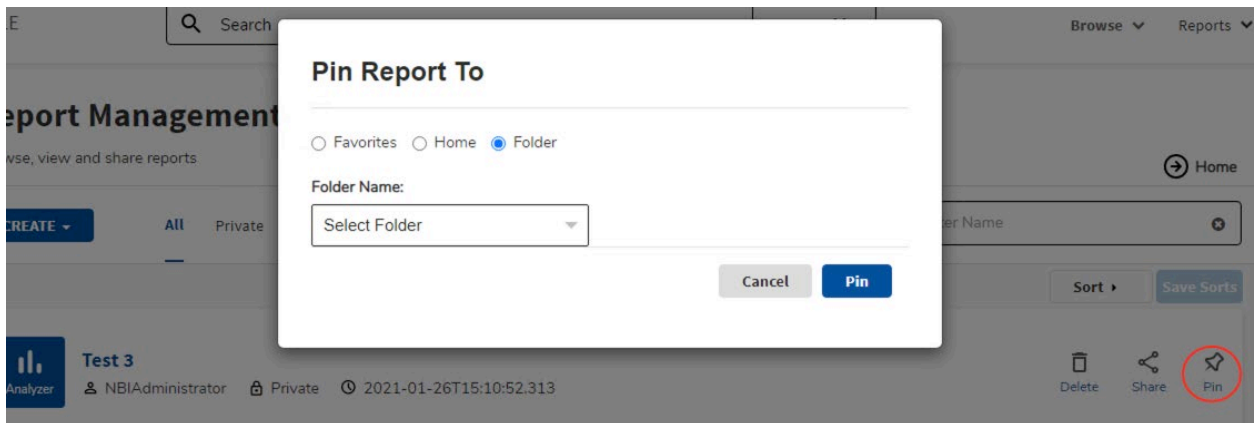 .E
Search
Browse
Reports
Pin Report To
eport Management
Favorites Home Folder
wse, view and share reports
Home
Folder Name:
CREATE
All
Private
Select Folder
er Name
Cancel
Pin
Sort
Save Sorts
Test 3
Analyzer
NBIAdministrator Private 2021-01-26T15:10:52.313
Delete
Share
Pin